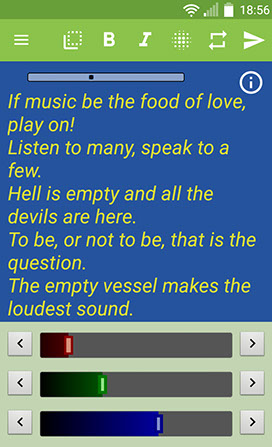 18:56
B I
If music be the food of love,
play on!
Listen to many, speak to a
few.
Hell is empty and all the
devils are here.
To be, or not to be, that is the
question.
The empty vessel makes the
loudest sound.